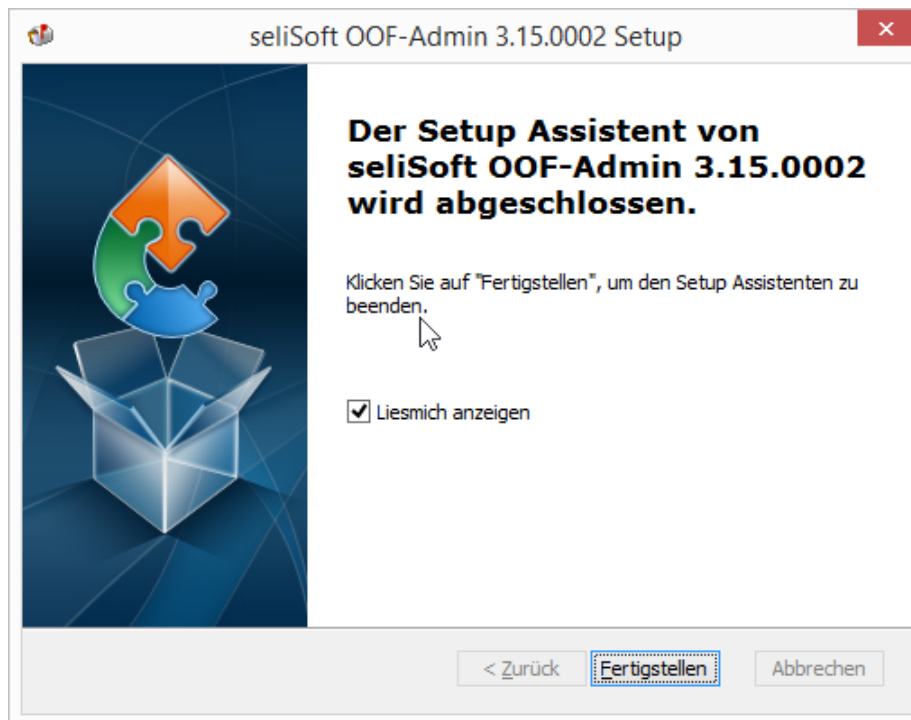 seliSoft OOF-Admin 3.15.0002 Setup
Der Setup Assistent von
seliSoft OOF-Admin 3.15.0002
wird abgeschlossen.
Klicken Sie auf "Fertigstellen", um den Setup Assistenten zu
beenden.
Liesmich anzeigen
< Zurück
Fertigstellen
Abbrechen